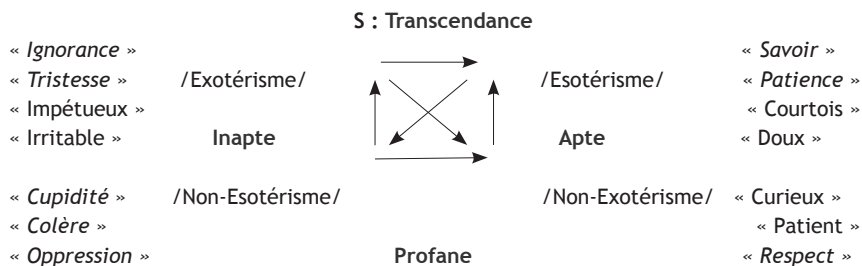 S : Transcendance
« Ignorance » « Savoir »
« Tristesse » /Exotérisme/ /Esotérisme/ « Patience »
« Impétueux » « Courtois »
« Irritable » Inapte Apte « Doux »
« Cupidité » /Non-Esotérisme/ /Non-Exotérisme/ « Curieux »
« Colère » « Patient »
« Oppression » Profane « Respect »